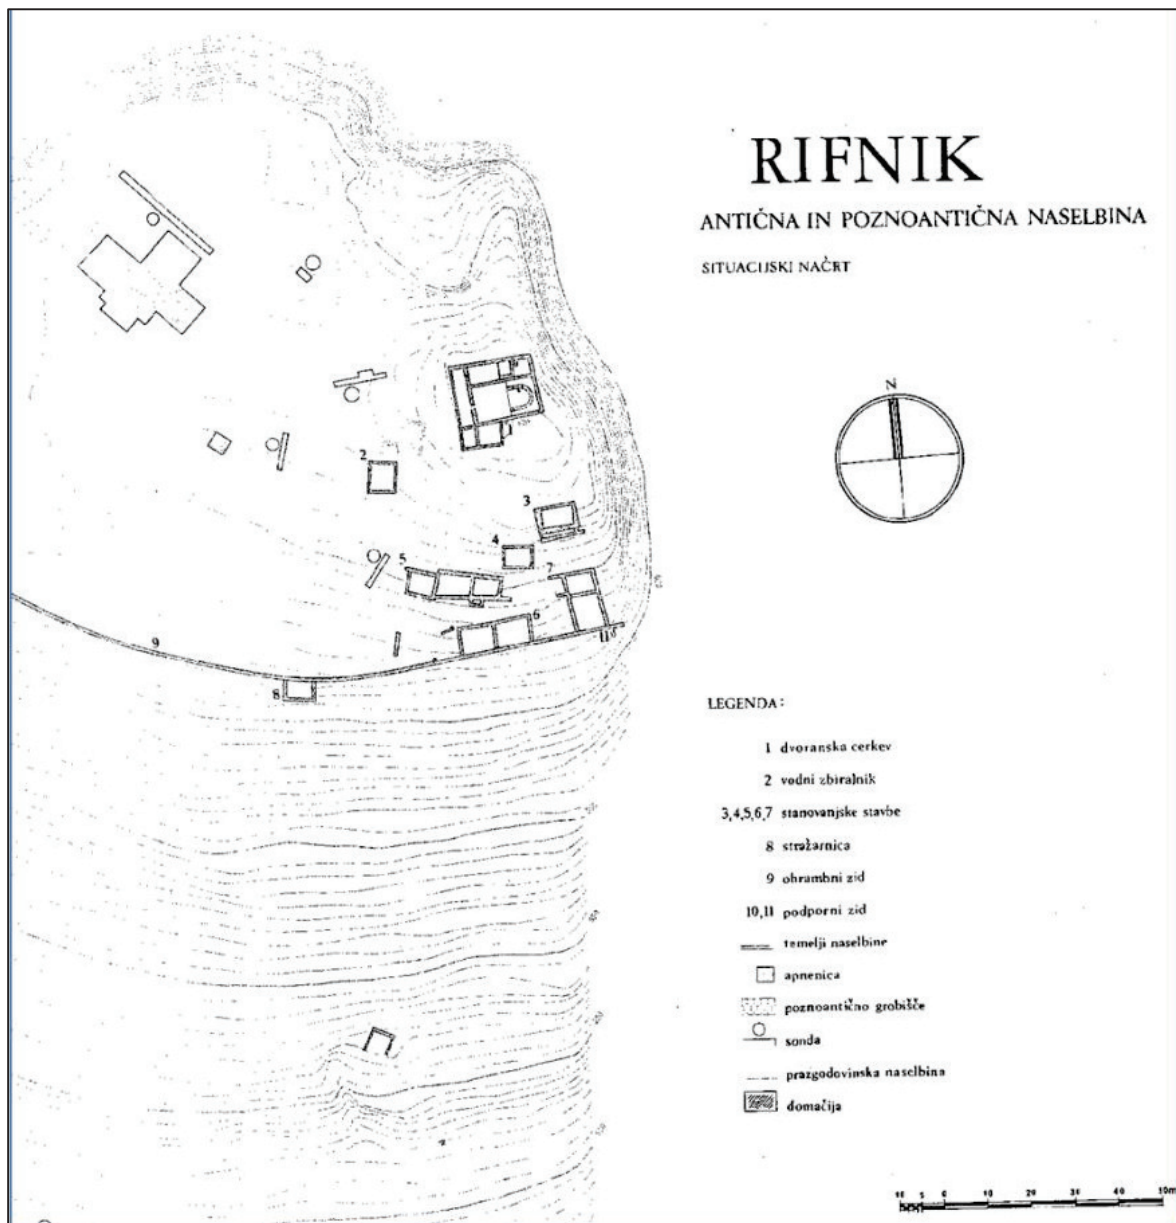 RIFNIK
ANTIČNA IN POZNOANTIČNA NASELBINA
SITUACIJSKI NAČRT
N
1
2
3
4
5
7
6
11
9
8
LEGENDA:
1 dvoranska cerkev
2 vodni zbiralnik
3,4,5,6,7 stanovanjske stavbe
8 stražarnica
9 obrambni zid
10,11 podporni zid
temelji naselbine
apnenica
poznoantično grobišče
sonda
prazgodovinska naselbina
domačija
10 5 0 10 20 30 40 50m